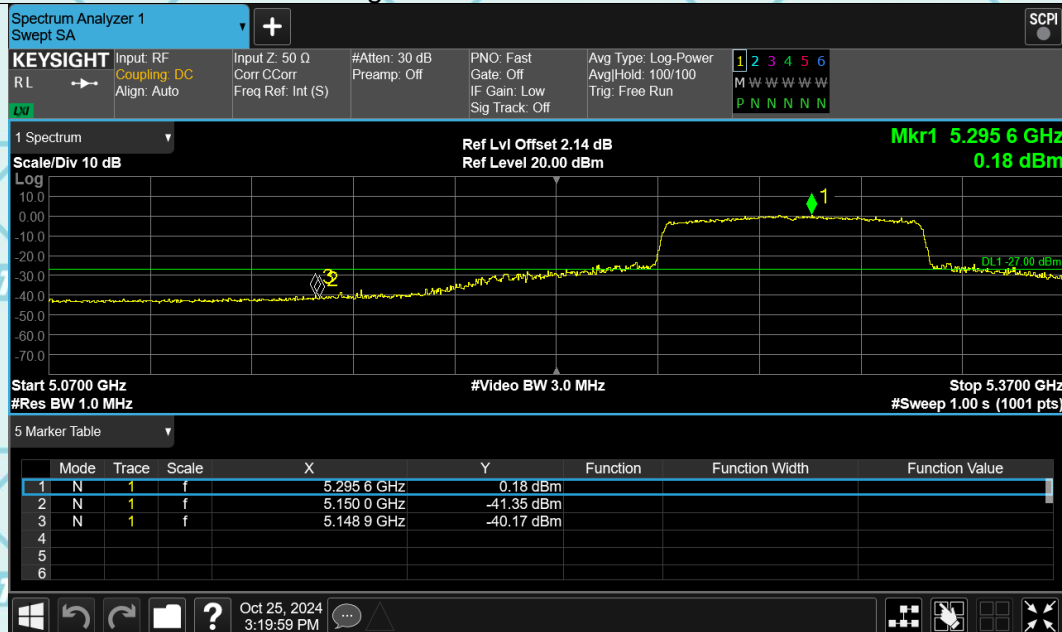 Spectrum Analyzer 1
Swept SA
+
SCPI
KEYSIGHT
RL
LXI
Input: RF
Coupling: DC
Align: Auto
Input Z: 50 Ω
Corr CCorr
Freq Ref: Int (S)
#Atten: 30 dB
Preamp: Off
PNO: Fast
Gate: Off
IF Gain: Low
Sig Track: Off
Avg Type: Log-Power
Avg|Hold: 100/100
Trig: Free Run
1 2 3 4 5 6
M W W W W W
P N N N N N
1 Spectrum
Scale/Div 10 dB
Ref Lvl Offset 2.14 dB
Ref Level 20.00 dBm
Mkr1 5.295 6 GHz
0.18 dBm
Log
10.0
0.00
-10.0
-20.0
-30.0
-40.0
-50.0
-60.0
-70.0
1
3
2
DL1 -27.00 dBm
Start 5.0700 GHz
#Video BW 3.0 MHz
Stop 5.3700 GHz
#Res BW 1.0 MHz
#Sweep 1.00 s (1001 pts)
5 Marker Table
Mode Trace Scale X Y Function Function Width Function Value
1 N 1 f 5.295 6 GHz 0.18 dBm
2 N 1 f 5.150 0 GHz -41.35 dBm
3 N 1 f 5.148 9 GHz -40.17 dBm
4
5
6
?
Oct 25, 2024
3:19:59 PM